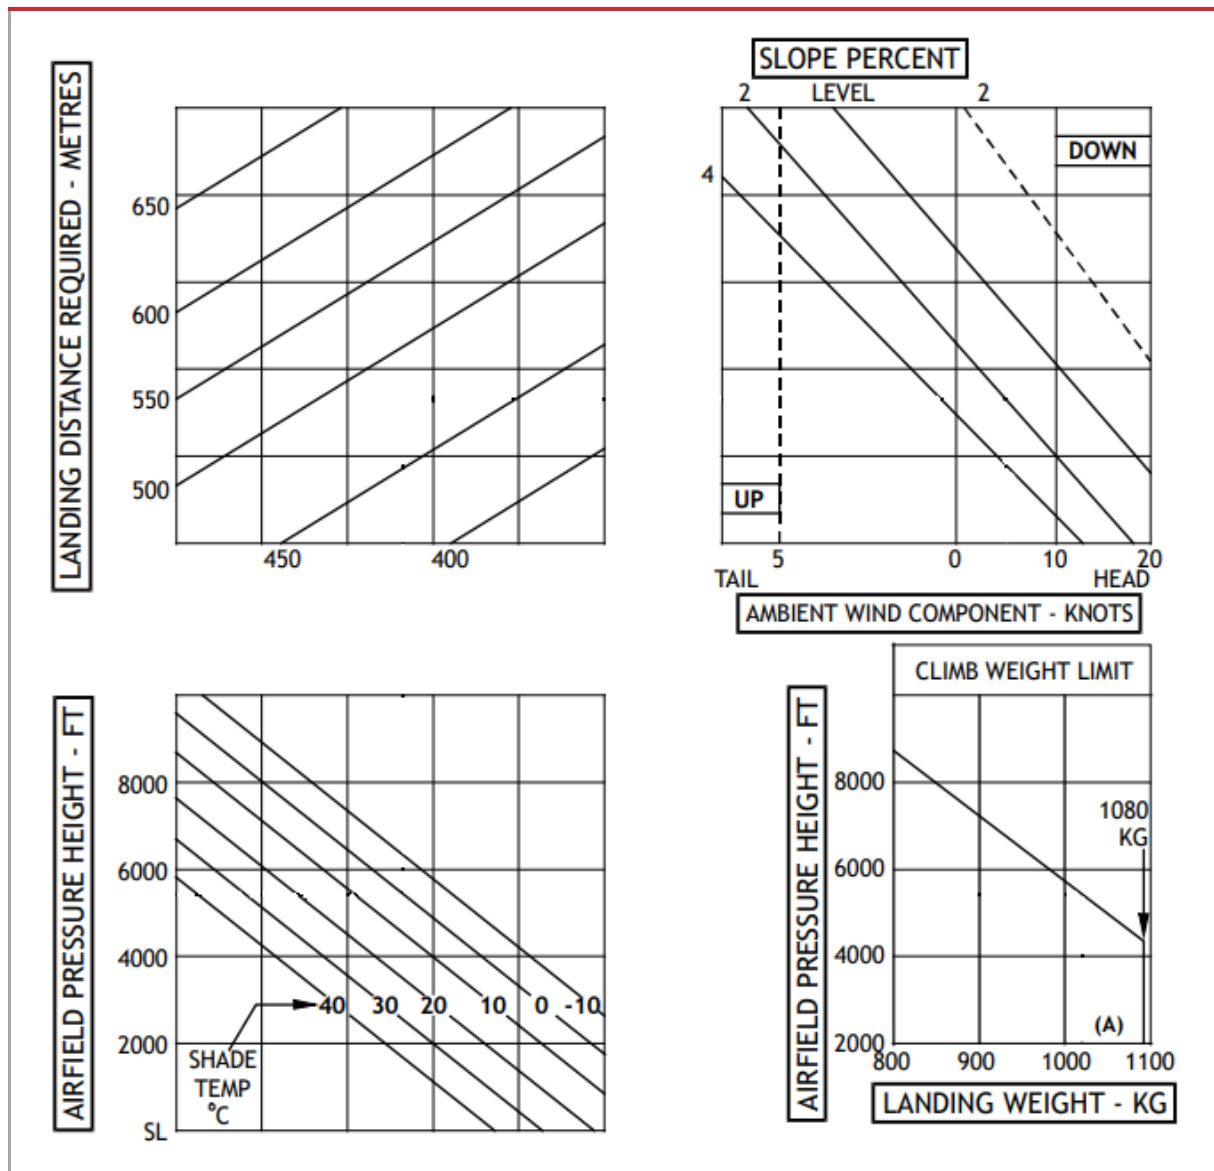 SLOPE PERCENT
2 LEVEL 2
DOWN
4
UP
LANDING DISTANCE REQUIRED - METRES
650
600
550
500
450 400
5 0 10 20
TAIL HEAD
AMBIENT WIND COMPONENT - KNOTS
AIRFIELD PRESSURE HEIGHT - FT
8000
6000
4000
2000
SL
40 30 20 10 0 -10
SHADE
TEMP
°C
AIRFIELD PRESSURE HEIGHT - FT
CLIMB WEIGHT LIMIT
8000
6000
4000
2000
1080
KG
(A)
800 900 1000 1100
LANDING WEIGHT - KG